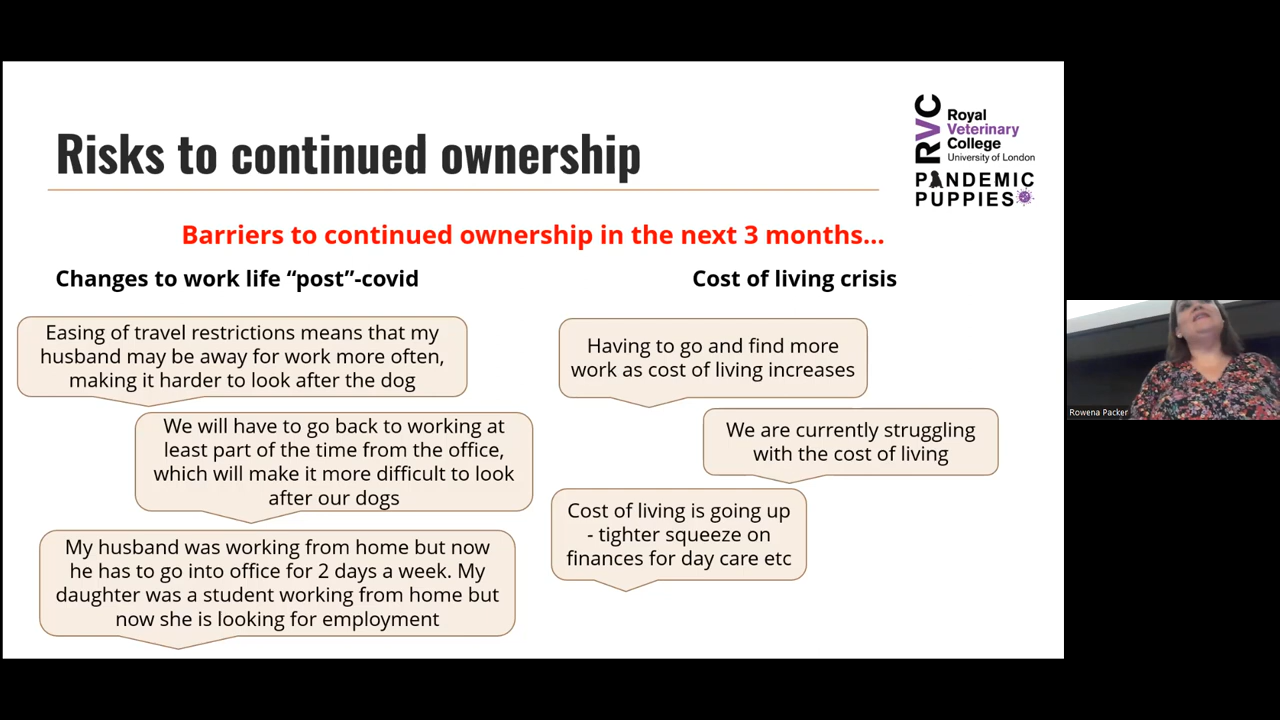 Risks to continued ownership
RVC
Royal
Veterinary
College
University of London
PANDEMIC
PUPPIES
Barriers to continued ownership in the next 3 months...
Changes to work life “post”-covid
Easing of travel restrictions means that my
husband may be away for work more often,
making it harder to look after the dog
We will have to go back to working at
least part of the time from the office,
which will make it more difficult to look
after our dogs
My husband was working from home but now
he has to go into office for 2 days a week. My
daughter was a student working from home but
now she is looking for employment
Cost of living crisis
Having to go and find more
work as cost of living increases
We are currently struggling
with the cost of living
Cost of living is going up
- tighter squeeze on
finances for day care etc
Rowena Packer